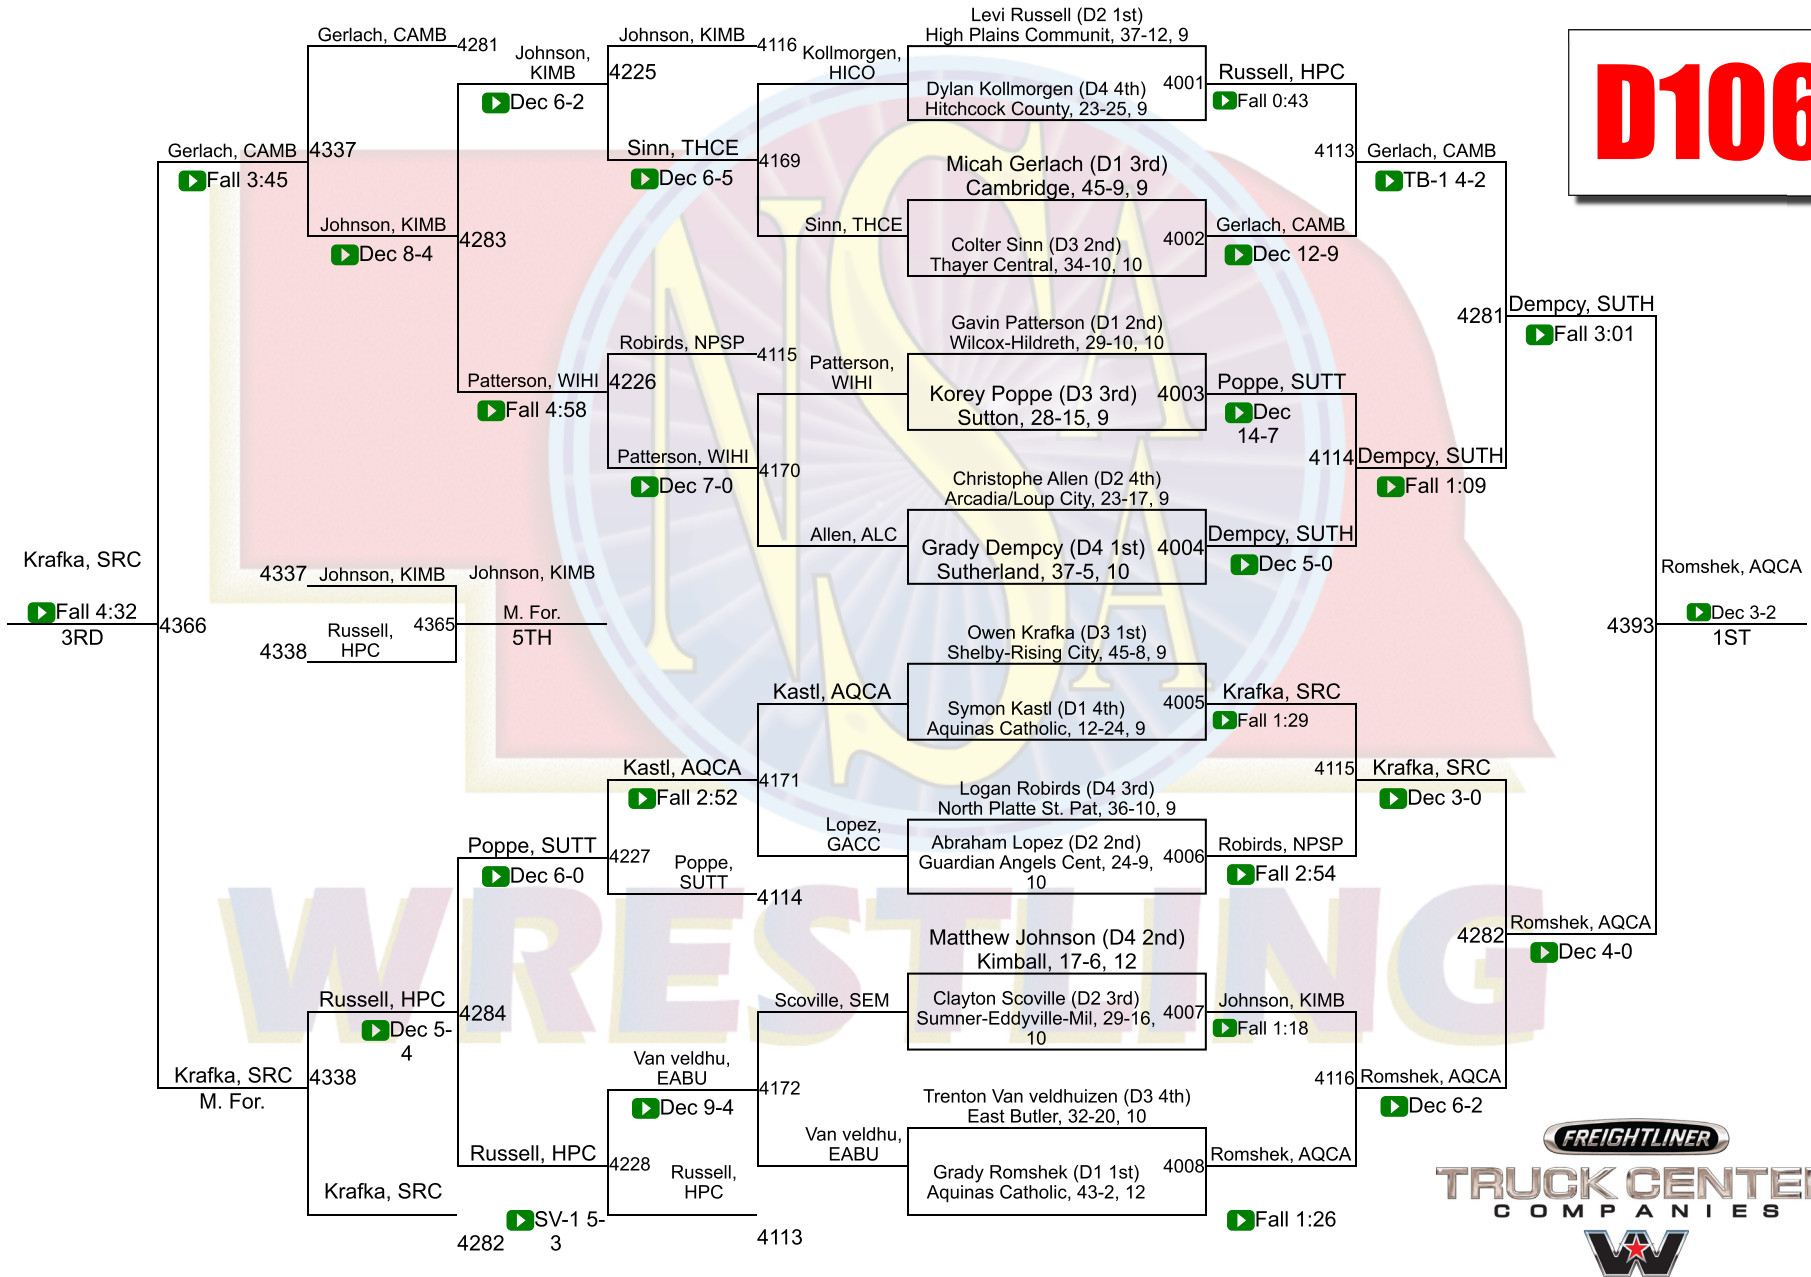 Gerlach, CAMB
4281
Johnson,
KIMB
Dec 6-2
Johnson, KIMB
4116
4225
Kollmorgen,
HICO
Levi Russell (D2 1st)
High Plains Communit, 37-12, 9
Dylan Kollmorgen (D4 4th)
Hitchcock County, 23-25, 9
4001
Russell, HPC
Fall 0:43
D106
Gerlach, CAMB
Fall 3:45
4337
Sinn, THCE
Dec 6-5
4169
Micah Gerlach (D1 3rd)
Cambridge, 45-9, 9
4113
Gerlach, CAMB
TB-1 4-2
Johnson, KIMB
Dec 8-4
4283
Sinn, THCE
Colter Sinn (D3 2nd)
Thayer Central, 34-10, 10
4002
Gerlach, CAMB
Dec 12-9
4281
Dempcy, SUTH
Fall 3:01
Robirds, NPSP
4115
Patterson, WIHI
Fall 4:58
4226
Patterson,
WIHI
Gavin Patterson (D1 2nd)
Wilcox-Hildreth, 29-10, 10
Korey Poppe (D3 3rd)
Sutton, 28-15, 9
4003
Poppe, SUTT
Dec
14-7
Patterson, WIHI
Dec 7-0
4170
Christophe Allen (D2 4th)
Arcadia/Loup City, 23-17, 9
4114
Dempcy, SUTH
Fall 1:09
Allen, ALC
Grady Dempcy (D4 1st)
Sutherland, 37-5, 10
4004
Dempcy, SUTH
Dec 5-0
Krafka, SRC
Fall 4:32
3RD
4366
4337
Johnson, KIMB
Johnson, KIMB
Russell,
HPC
4338
4365
M. For.
5TH
Romshek, AQCA
4393
Dec 3-2
1ST
Kastl, AQCA
Owen Krafka (D3 1st)
Shelby-Rising City, 45-8, 9
Symon Kastl (D1 4th)
Aquinas Catholic, 12-24, 9
4005
Krafka, SRC
Fall 1:29
Kastl, AQCA
Fall 2:52
4171
Logan Robirds (D4 3rd)
North Platte St. Pat, 36-10, 9
4115
Krafka, SRC
Dec 3-0
Poppe, SUTT
Dec 6-0
4227
Poppe,
SUTT
4114
Lopez,
GACC
Abraham Lopez (D2 2nd)
Guardian Angels Cent, 24-9,
10
4006
Robirds, NPSP
Fall 2:54
NSAA
WRESTLING
Matthew Johnson (D4 2nd)
Kimball, 17-6, 12
4282
Romshek, AQCA
Dec 4-0
Russell, HPC
Dec 5-
4
4284
Scoville, SEM
Clayton Scoville (D2 3rd)
Sumner-Eddyville-Mil, 29-16,
10
4007
Johnson, KIMB
Fall 1:18
Krafka, SRC
M. For.
4338
Van veldhu,
EABU
Dec 9-4
4172
Trenton Van veldhuizen (D3 4th)
East Butler, 32-20, 10
4116
Romshek, AQCA
Dec 6-2
Russell, HPC
4228
Russell,
HPC
Van veldhu,
EABU
Grady Romshek (D1 1st)
Aquinas Catholic, 43-2, 12
4008
Romshek, AQCA
Fall 1:26
Krafka, SRC
4282
SV-1 5-
3
4113
FREIGHTLINER
TRUCK CENTER
COMPANIES
W